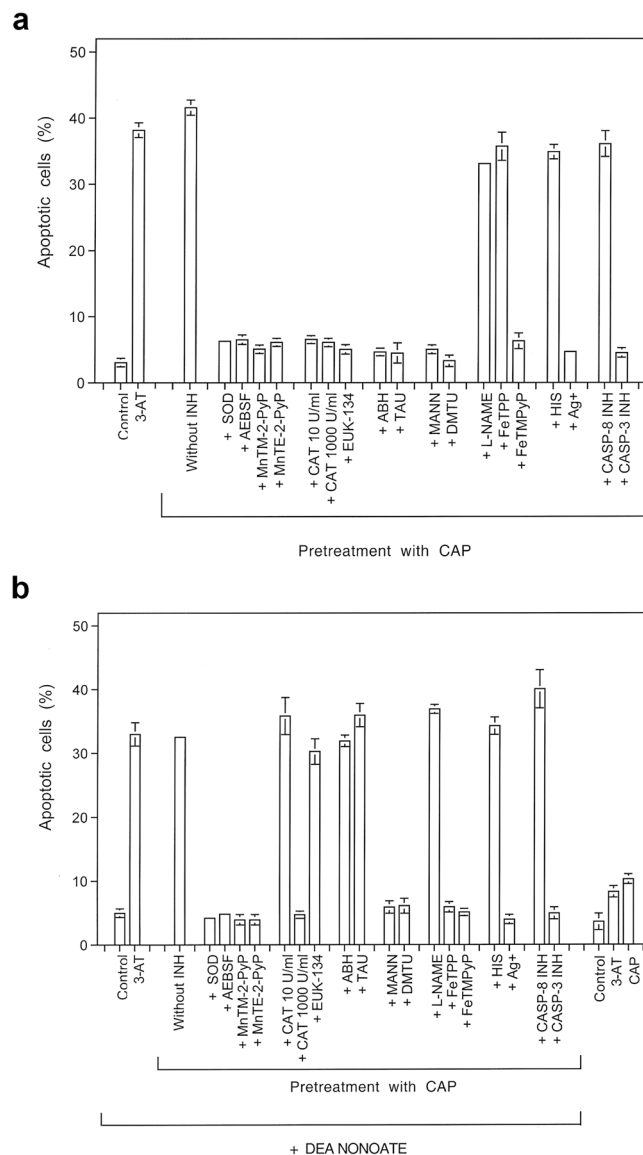 a
Apoptotic cells (%)
50
40
30
20
10
0
Control
3-AT
Without INH
+ SOD
+ AEBSF
+ MnTM-2-PyP
+ MnTE-2-PyP
+ CAT 10 U/ml
+ CAT 1000 U/ml
+ EUK-134
+ ABH
+ TAU
+ MANN
+ DMTU
+ L-NAME
+ FeTPP
+ FeTMPyP
+ HIS
+ Ag+
+ CASP-8 INH
+ CASP-3 INH
Pretreatment with CAP
b
Apoptotic cells (%)
50
40
30
20
10
0
Control
3-AT
Without INH
+ SOD
+ AEBSF
+ MnTM-2-PyP
+ MnTE-2-PyP
+ CAT 10 U/ml
+ CAT 1000 U/ml
+ EUK-134
+ ABH
+ TAU
+ MANN
+ DMTU
+ L-NAME
+ FeTPP
+ FeTMPyP
+ HIS
+ Ag+
+ CASP-8 INH
+ CASP-3 INH
Control
3-AT
CAP
Pretreatment with CAP
+ DEA NONOATE